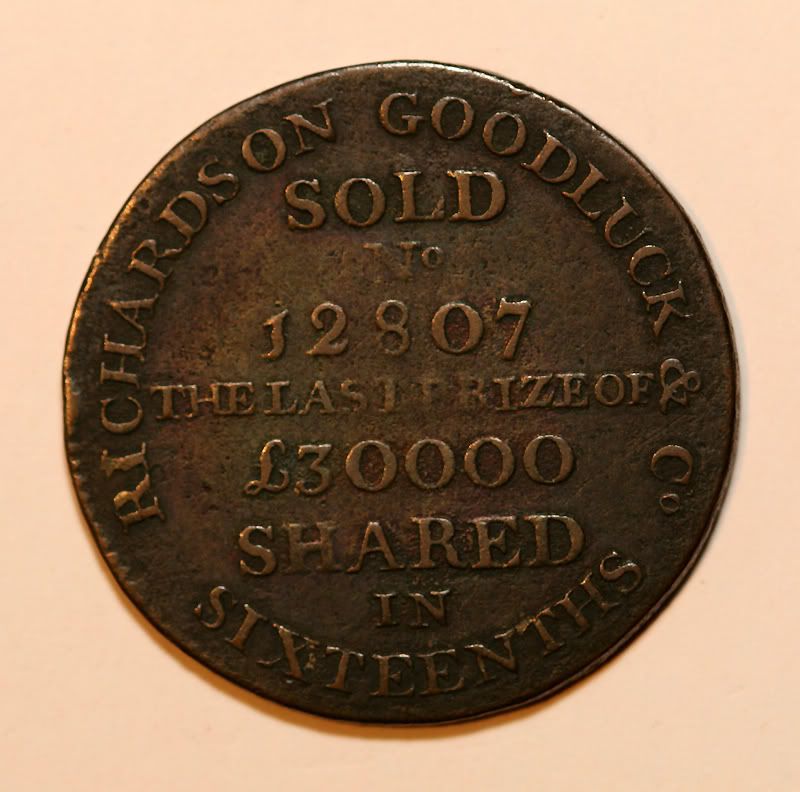 RICHARDSON GOODLUCK & Co
SOLD
No
12807
THE LAST PRIZE OF
£30000
SHARED
IN
SIXTEENTHS